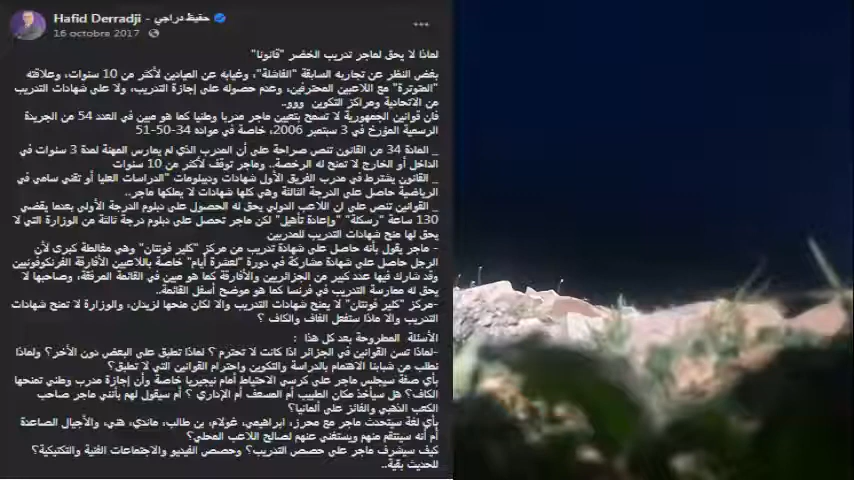 Hafid Derradji - حفيظ دراجي
16 octobre 2017
لماذا لا يحق لماجر تدريب الخضر "قانونا"
بغض النظر عن تجاربه السابقة "الفاشلة"، وغيابه عن الميادين لأكثر من 10 سنوات، وعلاقته
"المتوترة" مع اللاعبين المحترفين، وعدم حصوله على إجازة التدريب، ولا على شهادات التدريب
من الاتحادية ومراكز التكوين ووو..
فان قوانين الجمهورية لا تسمح بتعيين ماجر مدربا وطنيا كما هو مبين في العدد 54 من الجريدة
الرسمية المؤرخ في 3 سبتمبر 2006، خاصة في مواده 34-50-51
_ المادة 34 من القانون تنص صراحة على أن المدرب الذي لم يمارس المهنة لمدة 3 سنوات في
الداخل أو الخارج لا تمنح له الرخصة.. وماجر توقف لأكثر من 10 سنوات
_ القانون يشترط في مدرب الفريق الأول شهادات وديبلومات "الدراسات العليا أو تقني سامي في
الرياضية حاصل على الدرجة الثالثة وهي كلها شهادات لا يملكها ماجر..
_ القوانين تنص على ان اللاعب الدولي يحق له الحصول على دبلوم الدرجة الأولى بعدما يقضي
130 ساعة "رسكلة" "وإعادة تأهيل" لكن ماجر تحصل على دبلوم درجة ثالثة من الوزارة التي لا
يحق لها منح شهادات التدريب للمدربين
- ماجر يقول بأنه حاصل على شهادة تدريب من مركز "كلير فونتان" وهي مغالطة كبرى لأن
الرجل حاصل على شهادة مشاركة في دورة "لعشرة أيام" خاصة باللاعبين الأفارقة الفرنكوفونيين
وقد شارك فيها عدد كبير من الجزائريين والأفارقة كما هو مبين في القائمة المرفقة، وصاحبها لا
يحق له ممارسة التدريب في فرنسا كما هو موضح أسفل القائمة..
-مركز "كلير فونتان" لا يمنح شهادات التدريب والا لكان منحها لزيدان، والوزارة لا تمنح شهادات
التدريب والا ماذا ستفعل الفاف والكاف ؟
الأسئلة المطروحة بعد كل هذا :
-لماذا تسن القوانين في الجزائر اذا كانت لا تحترم ؟ لماذا تطبق على البعض دون الأخر؟ ولماذا
نطلب من شبابنا الاهتمام بالدراسة والتكوين واحترام القوانين التي لا تطبق؟
بأي صفة سيجلس ماجر على كرسي الاحتياط أمام نيجيريا خاصة وأن إجازة مدرب وطني تمنحها
الكاف؟ هل سيأخذ مكان الطبيب أم المسعف أم الإداري ؟ أم سيقول لهم بأنني ماجر صاحب
الكعب الذهبي والفائز على ألمانيا؟
بأي لغة سيتحدث ماجر مع محرز، ابراهيمي، غولام، بن طالب، ماندي، هني، والأجيال الصاعدة
أم أنه سينتقم منهم ويستغني عنهم لصالح اللاعب المحلي؟
كيف سيشرف ماجر على حصص التدريب؟ وحصص الفيديو والاجتماعات الفنية والتكتيكية؟
للحديث بقية..